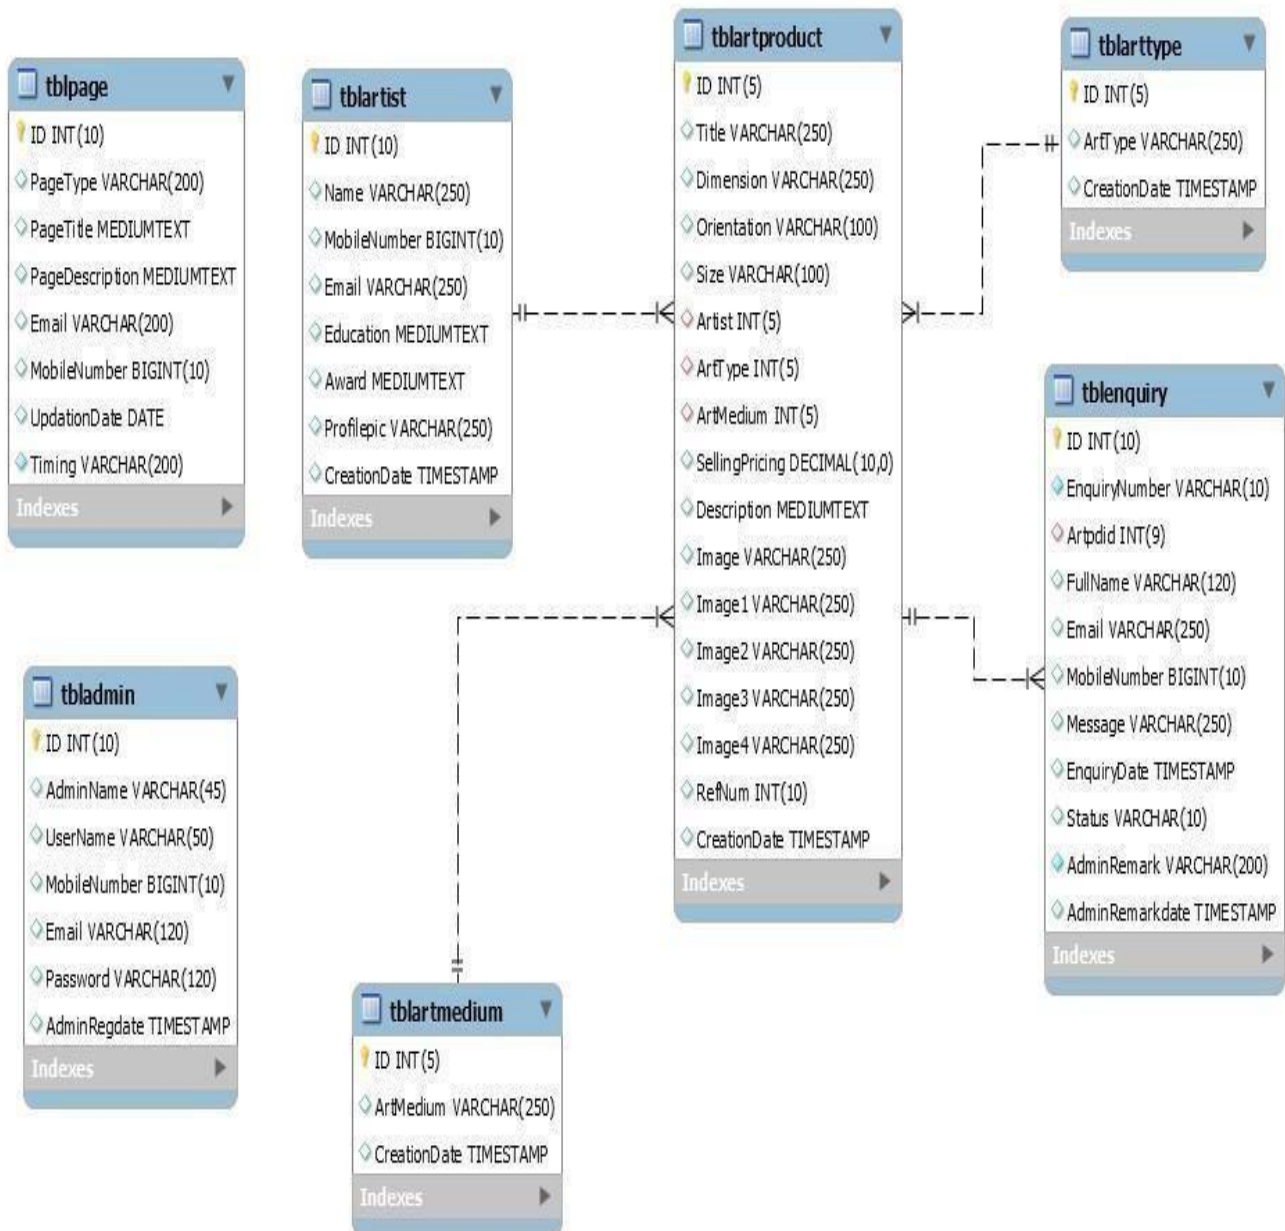 tblpage
ID INT(10)
PageType VARCHAR(200)
PageTitle MEDIUMTEXT
PageDescription MEDIUMTEXT
Email VARCHAR(200)
MobileNumber BIGINT(10)
UpdationDate DATE
Timing VARCHAR(200)
Indexes
tblartist
ID INT(10)
Name VARCHAR(250)
MobileNumber BIGINT(10)
Email VARCHAR(250)
Education MEDIUMTEXT
Award MEDIUMTEXT
Profilepic VARCHAR(250)
CreationDate TIMESTAMP
Indexes
tblartproduct
ID INT(5)
Title VARCHAR(250)
Dimension VARCHAR(250)
Orientation VARCHAR(100)
Size VARCHAR(100)
Artist INT(5)
ArtType INT(5)
ArtMedium INT(5)
SellingPricing DECIMAL(10,0)
Description MEDIUMTEXT
Image VARCHAR(250)
Image1 VARCHAR(250)
Image2 VARCHAR(250)
Image3 VARCHAR(250)
Image4 VARCHAR(250)
RefNum INT(10)
CreationDate TIMESTAMP
Indexes
tblarttype
ID INT(5)
ArtType VARCHAR(250)
CreationDate TIMESTAMP
Indexes
tblenquiry
ID INT(10)
EnquiryNumber VARCHAR(10)
Artpdid INT(9)
FullName VARCHAR(120)
Email VARCHAR(250)
MobileNumber BIGINT(10)
Message VARCHAR(250)
EnquiryDate TIMESTAMP
Status VARCHAR(10)
AdminRemark VARCHAR(200)
AdminRemarkdate TIMESTAMP
Indexes
tbladmin
ID INT(10)
AdminName VARCHAR(45)
UserName VARCHAR(50)
MobileNumber BIGINT(10)
Email VARCHAR(120)
Password VARCHAR(120)
AdminRegdate TIMESTAMP
Indexes
tblartmedium
ID INT(5)
ArtMedium VARCHAR(250)
CreationDate TIMESTAMP
Indexes